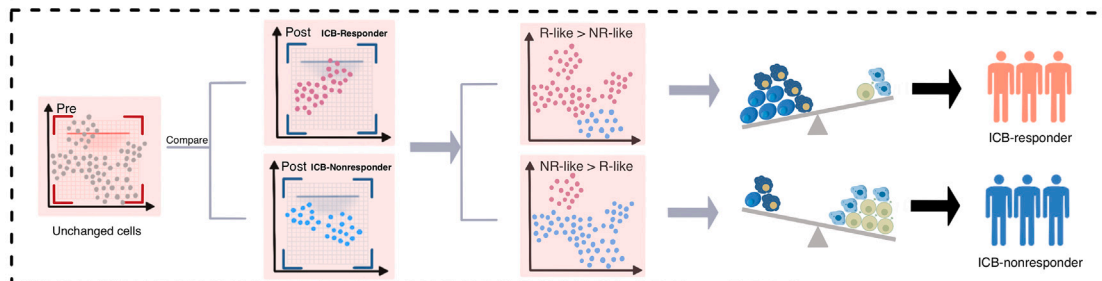 Pre
Unchanged cells
Compare
Post ICB-Responder
Post ICB-Nonresponder
R-like > NR-like
NR-like > R-like
ICB-responder
ICB-nonresponder